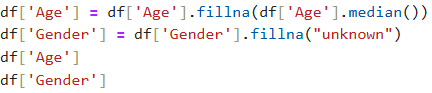 df['Age'] = df['Age'].fillna(df['Age'].median())
df['Gender'] = df['Gender'].fillna("unknown")
df['Age']
df['Gender']